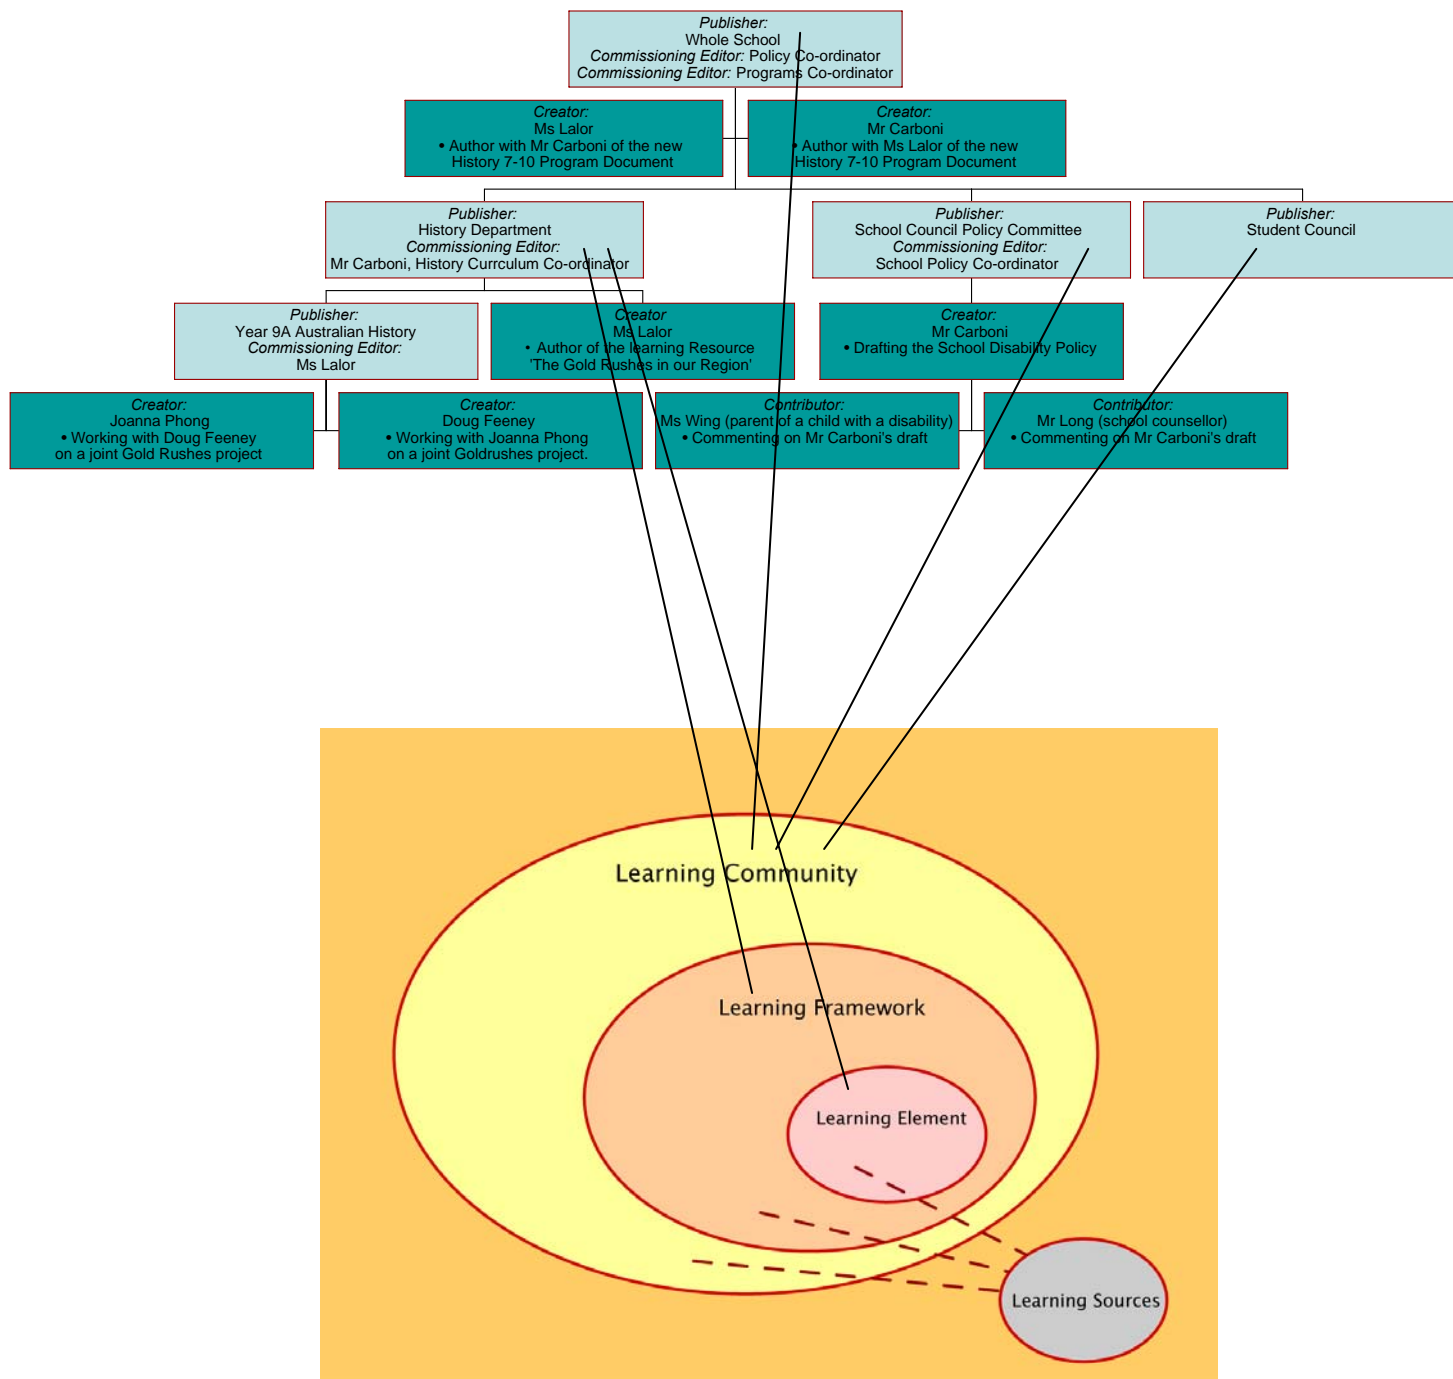 Publisher:
Whole School
Commissioning Editor: Policy Co-ordinator
Commissioning Editor: Programs Co-ordinator
Creator:
Ms Lalor
• Author with Mr Carboni of the new
History 7-10 Program Document
Creator:
Mr Carboni
• Author with Ms Lalor of the new
History 7-10 Program Document
Publisher:
History Department
Commissioning Editor:
Mr Carboni, History Currculum Co-ordinator
Publisher:
School Council Policy Committee
Commissioning Editor:
School Policy Co-ordinator
Publisher:
Student Council
Publisher:
Year 9A Australian History
Commissioning Editor:
Ms Lalor
Creator
Ms Lalor
• Author of the learning Resource
'The Gold Rushes in our Region'
Creator:
Mr Carboni
• Drafting the School Disability Policy
Creator:
Joanna Phong
• Working with Doug Feeney
on a joint Gold Rushes project
Creator:
Doug Feeney
• Working with Joanna Phong
on a joint Goldrushes project.
Contributor:
Ms Wing (parent of a child with a disability)
• Commenting on Mr Carboni's draft
Contributor:
Mr Long (school counsellor)
• Commenting on Mr Carboni's draft
Learning Community
Learning Framework
Learning Element
Learning Sources